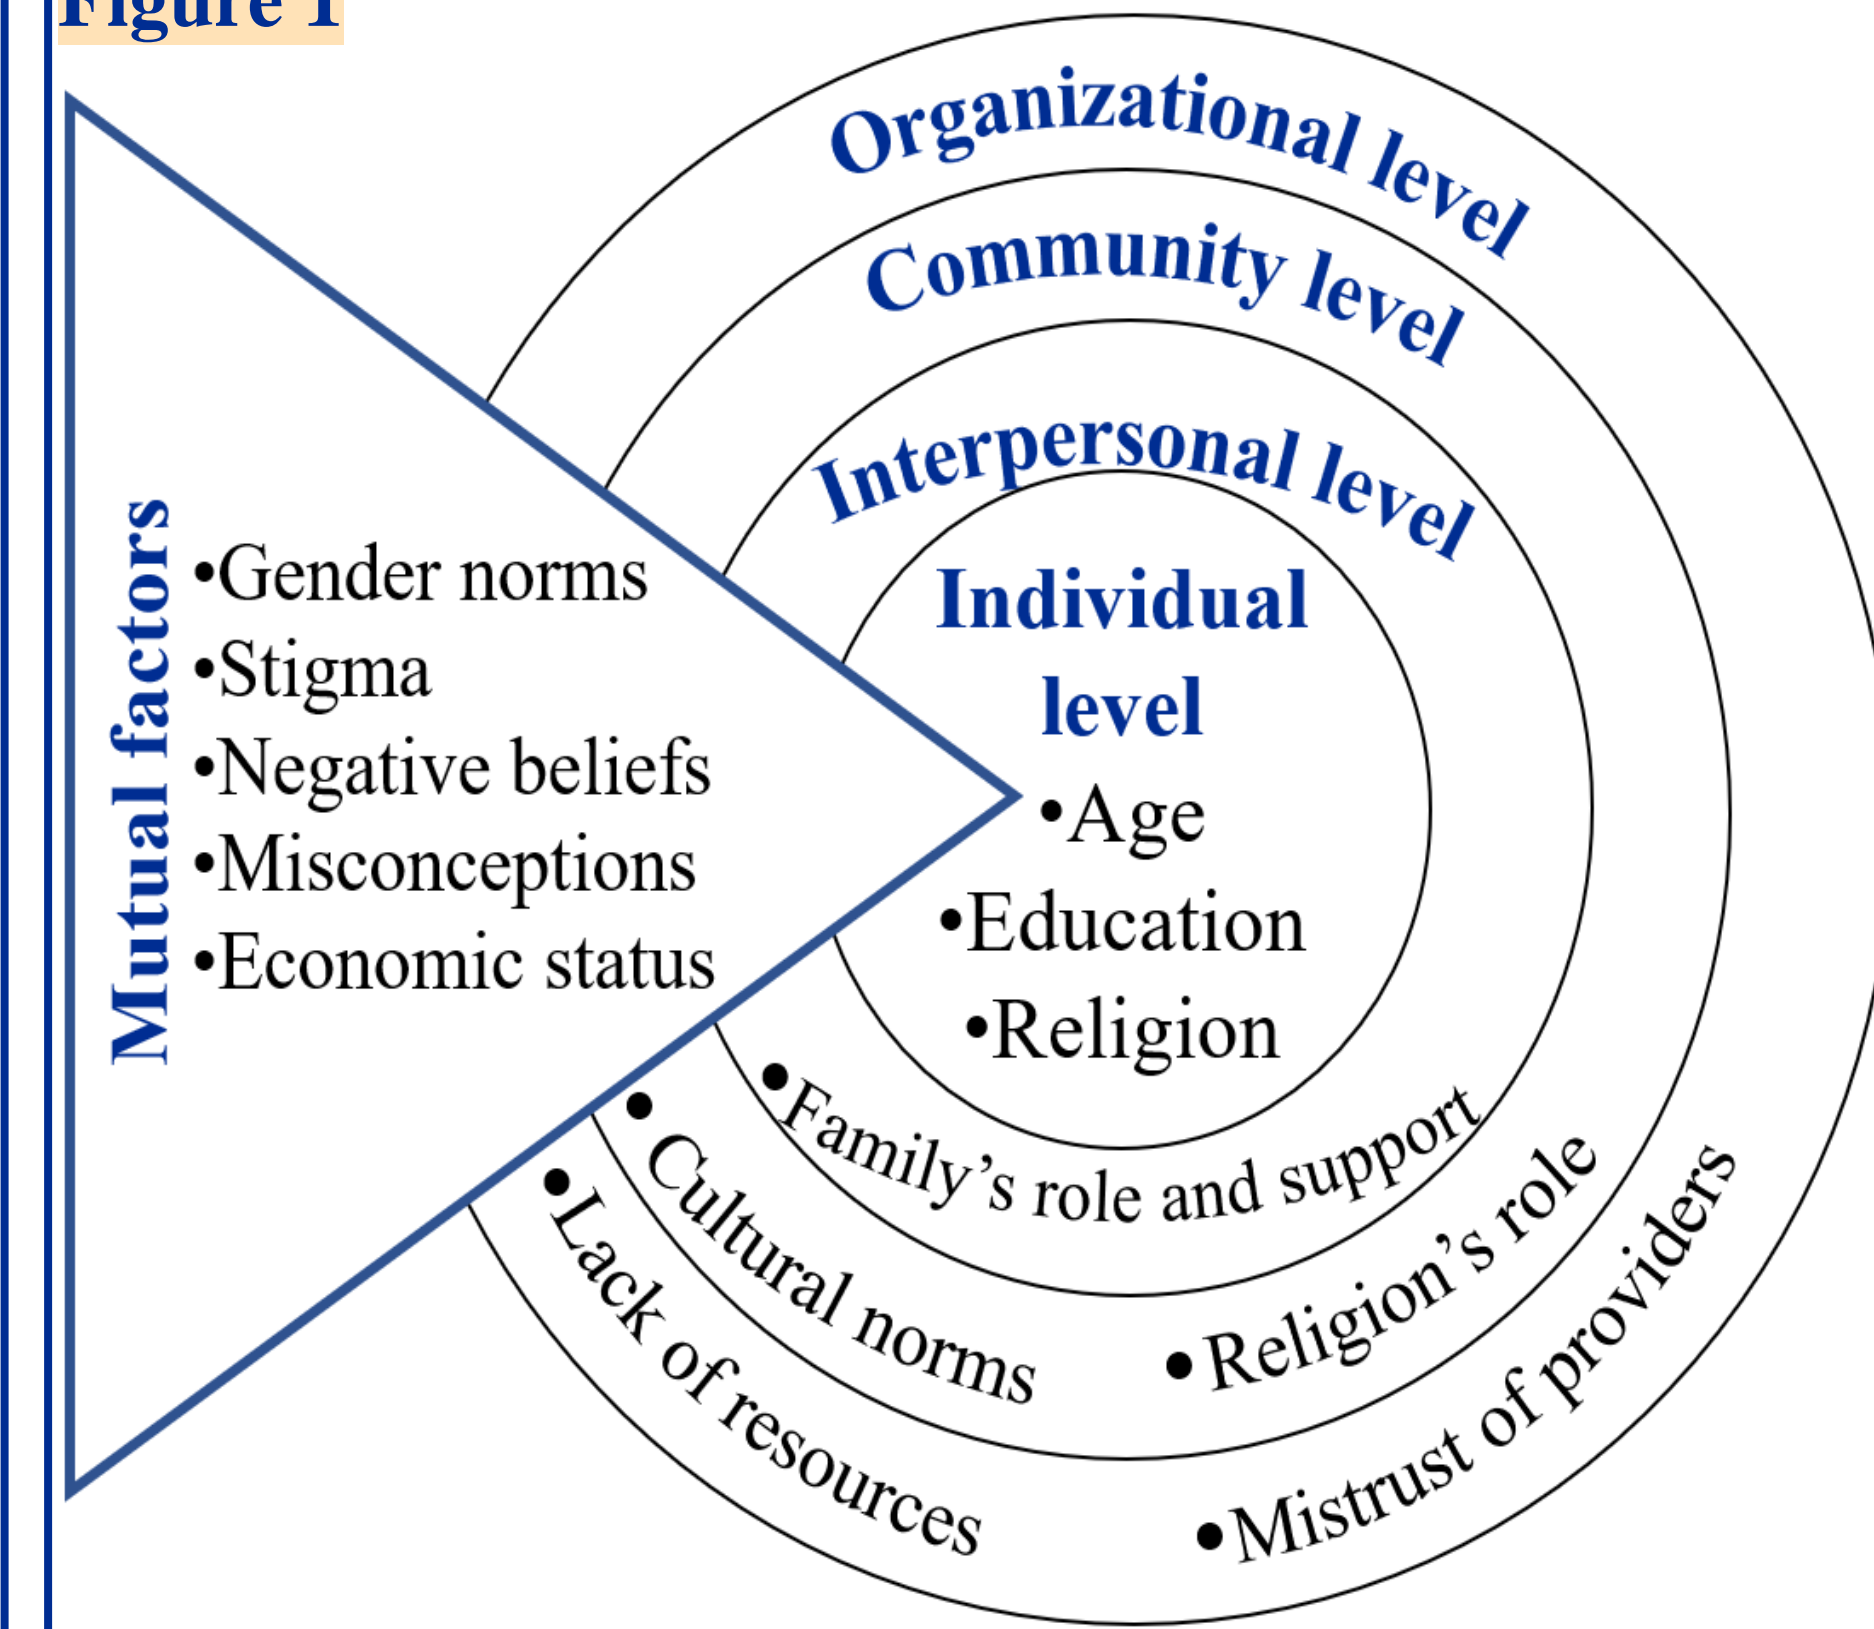 Figure 1
Organizational level
Community level
Interpersonal level
Individual
level
•Age
•Education
•Religion
•Family’s role and support
• Cultural norms
• Religion’s role
•Lack of resources
•Mistrust of providers
Mutual factors
•Gender norms
•Stigma
•Negative beliefs
•Misconceptions
•Economic status